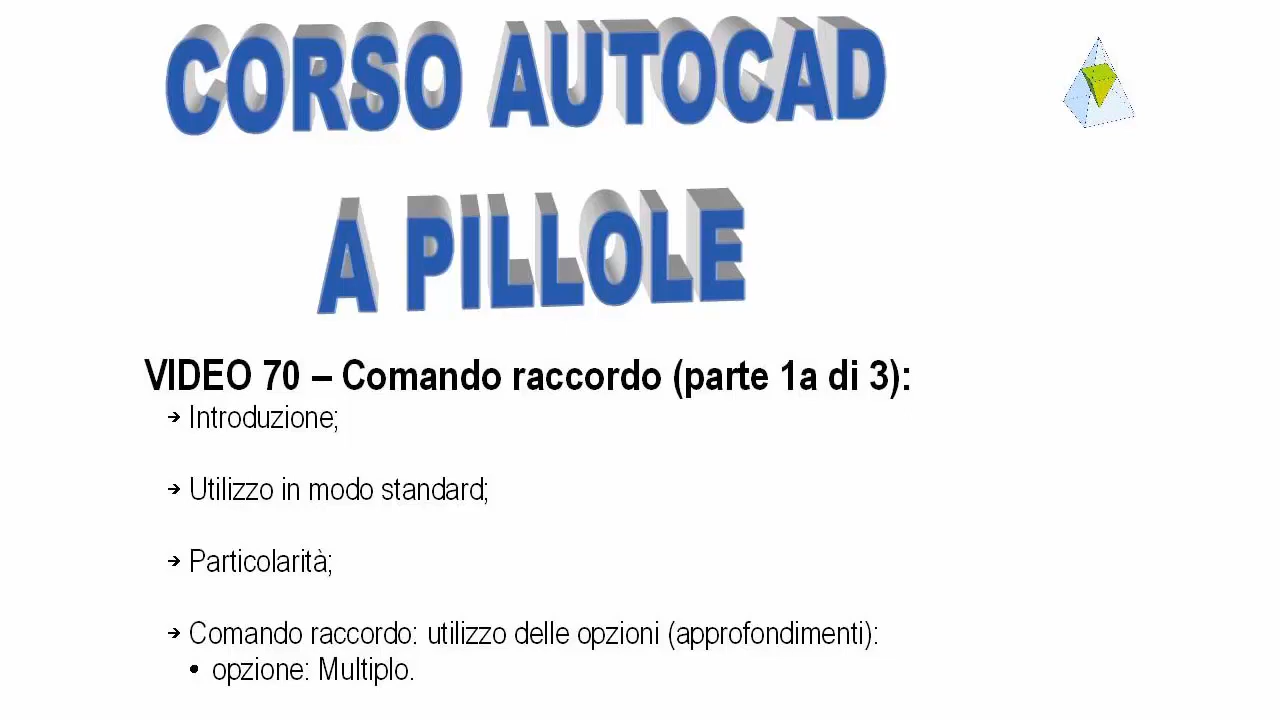 CORSO AUTOCAD
A PILLOLE
VIDEO 70 – Comando raccordo (parte 1a di 3):
→ Introduzione;
→ Utilizzo in modo standard;
→ Particolarità;
→ Comando raccordo: utilizzo delle opzioni (approfondimenti):
• opzione: Multiplo.